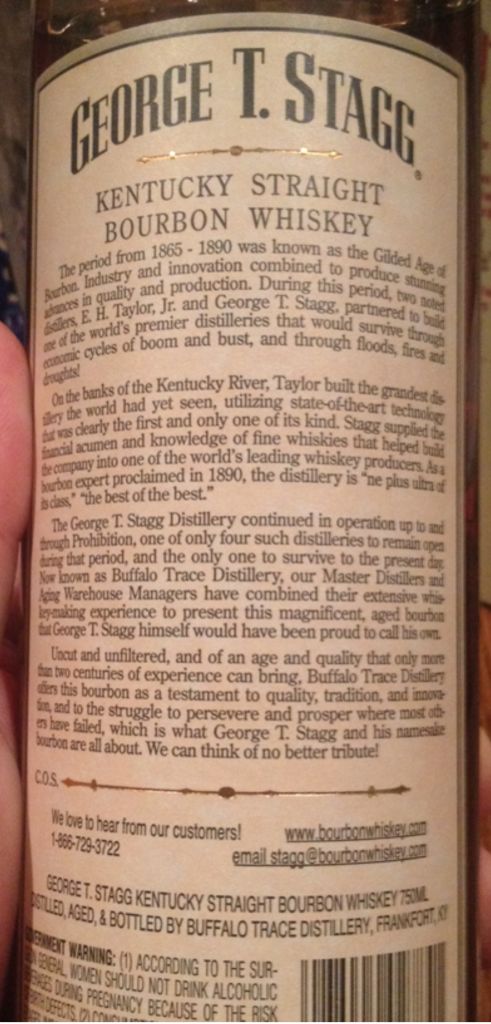 GEORGE T. STAGG®
KENTUCKY STRAIGHT
BOURBON WHISKEY
The period from 1865 - 1890 was known as the Gilded Age of
Bourbon. Industry and innovation combined to produce stunning
advances in quality and production. During this period, two noted
distillers, E. H. Taylor, Jr. and George T. Stagg, partnered to build
one of the world's premier distilleries that would survive through
economic cycles of boom and bust, and through floods, fires and
droughts!
On the banks of the Kentucky River, Taylor built the grandest dis-
tillery the world had yet seen, utilizing state-of-the-art technology
that was clearly the first and only one of its kind. Stagg supplied the
financial acumen and knowledge of fine whiskies that helped build
the company into one of the world's leading whiskey producers. As a
bourbon expert proclaimed in 1890, the distillery is "ne plus ultra of
its class," "the best of the best."
The George T. Stagg Distillery continued in operation up to and
through Prohibition, one of only four such distilleries to remain open
during that period, and the only one to survive to the present day.
Now known as Buffalo Trace Distillery, our Master Distillers and
Aging Warehouse Managers have combined their extensive whis-
key-making experience to present this magnificent, aged bourbon
that George T. Stagg himself would have been proud to call his own.
Uncut and unfiltered, and of an age and quality that only more
than two centuries of experience can bring, Buffalo Trace Distillery
offers this bourbon as a testament to quality, tradition, and innova-
tion, and to the struggle to persevere and prosper where most oth-
ers have failed, which is what George T. Stagg and his namesake
bourbon are all about. We can think of no better tribute!
C.O.S.
We love to hear from our customers! www.bourbonwhiskey.com
1-866-729-3722 email stagg@bourbonwhiskey.com
GEORGE T. STAGG KENTUCKY STRAIGHT BOURBON WHISKEY 750ML
DISTILLED, AGED, & BOTTLED BY BUFFALO TRACE DISTILLERY, FRANKFORT, KY
GOVERNMENT WARNING: (1) ACCORDING TO THE SUR-
GEON GENERAL, WOMEN SHOULD NOT DRINK ALCOHOLIC
BEVERAGES DURING PREGNANCY BECAUSE OF THE RISK
OF BIRTH DEFECTS. (2)